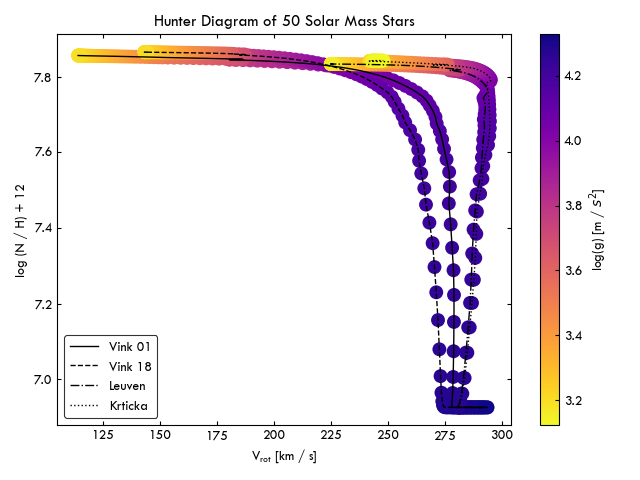 Hunter Diagram of 50 Solar Mass Stars
log (N / H) + 12
7.8
7.6
7.4
7.2
7.0
Vink 01
Vink 18
Leuven
Krticka
125
150
175
200
225
250
275
300
V_rot [km / s]
4.2
4.0
3.8
3.6
3.4
3.2
log(g) [m / s²]